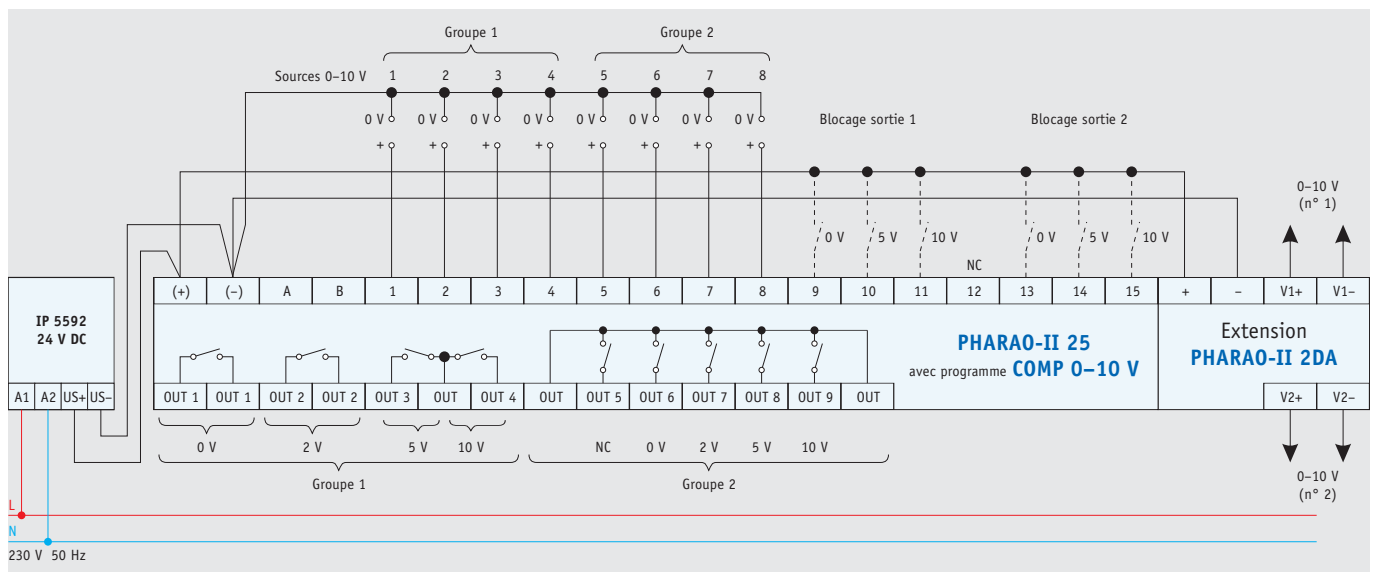 Groupe 1 Groupe 2
Sources 0–10 V 1 2 3 4 5 6 7 8
0 V 0 V 0 V 0 V 0 V 0 V 0 V 0 V
Blocage sortie 1 Blocage sortie 2
+ + + + + + + +
0–10 V
(n° 1)
0 V 5 V 10 V 0 V 5 V 10 V
NC
(+) (–) A B 1 2 3 4 5 6 7 8 9 10 11 12 13 14 15 + – V1+ V1–
IP 5592
24 V DC
PHARAO-II 25
avec programme COMP 0–10 V
Extension
PHARAO-II 2DA
A1 A2 US+ US–
OUT 1 OUT 1 OUT 2 OUT 2 OUT 3 OUT OUT 4 OUT OUT 5 OUT 6 OUT 7 OUT 8 OUT 9 OUT V2+ V2–
0 V 2 V 5 V 10 V NC 0 V 2 V 5 V 10 V
Groupe 1 Groupe 2
0–10 V
(n° 2)
L
N
230 V 50 Hz